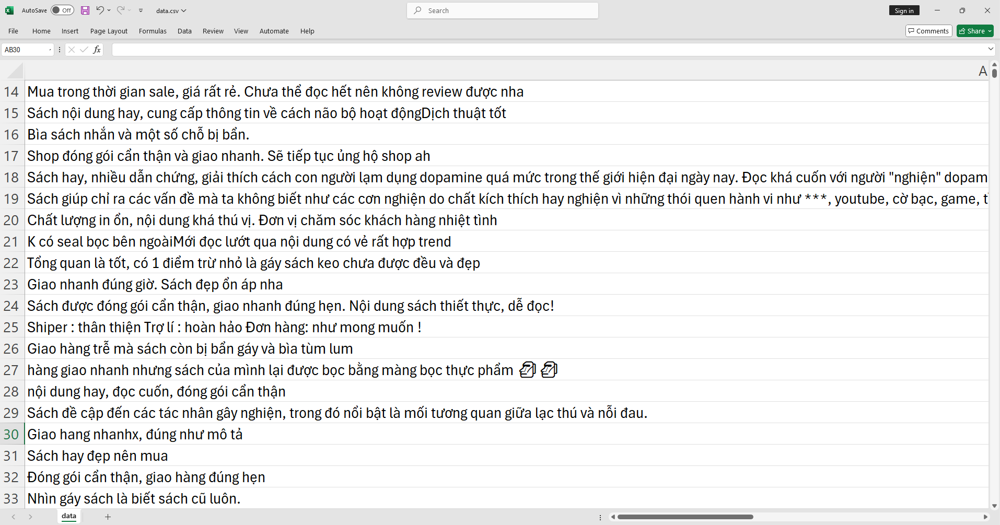 AutoSave Off data.csv Search Sign in
File Home Insert Page Layout Formulas Data Review View Automate Help Comments Share
AB30 fx
A
14 Mua trong thời gian sale, giá rất rẻ. Chưa thể đọc hết nên không review được nha
15 Sách nội dung hay, cung cấp thông tin về cách não bộ hoạt độngDịch thuật tốt
16 Bìa sách nhắn và một số chỗ bị bẩn.
17 Shop đóng gói cẩn thận và giao nhanh. Sẽ tiếp tục ủng hộ shop ah
18 Sách hay, nhiều dẫn chứng, giải thích cách con người lạm dụng dopamine quá mức trong thế giới hiện đại ngày nay. Đọc khá cuốn với người "nghiện" dopam
19 Sách giúp chỉ ra các vấn đề mà ta không biết như các cơn nghiện do chất kích thích hay nghiện vì những thói quen hành vi như ***, youtube, cờ bạc, game,
20 Chất lượng in ổn, nội dung khá thú vị. Đơn vị chăm sóc khách hàng nhiệt tình
21 K có seal bọc bên ngoàiMới đọc lướt qua nội dung có vẻ rất hợp trend
22 Tổng quan là tốt, có 1 điểm trừ nhỏ là gáy sách keo chưa được đều và đẹp
23 Giao nhanh đúng giờ. Sách đẹp ổn áp nha
24 Sách được đóng gói cẩn thận, giao nhanh đúng hẹn. Nội dung sách thiết thực, dễ đọc!
25 Shiper : thân thiện Trợ lí : hoàn hảo Đơn hàng: như mong muốn !
26 Giao hàng trễ mà sách còn bị bẩn gáy và bìa tùm lum
27 hàng giao nhanh nhưng sách của mình lại được bọc bằng màng bọc thực phẩm
28 nội dung hay, đọc cuốn, đóng gói cẩn thận
29 Sách đề cập đến các tác nhân gây nghiện, trong đó nổi bật là mối tương quan giữa lạc thú và nỗi đau.
30 Giao hang nhanhx, đúng như mô tả
31 Sách hay đẹp nên mua
32 Đóng gói cẩn thận, giao hàng đúng hẹn
33 Nhìn gáy sách là biết sách cũ luôn.
data